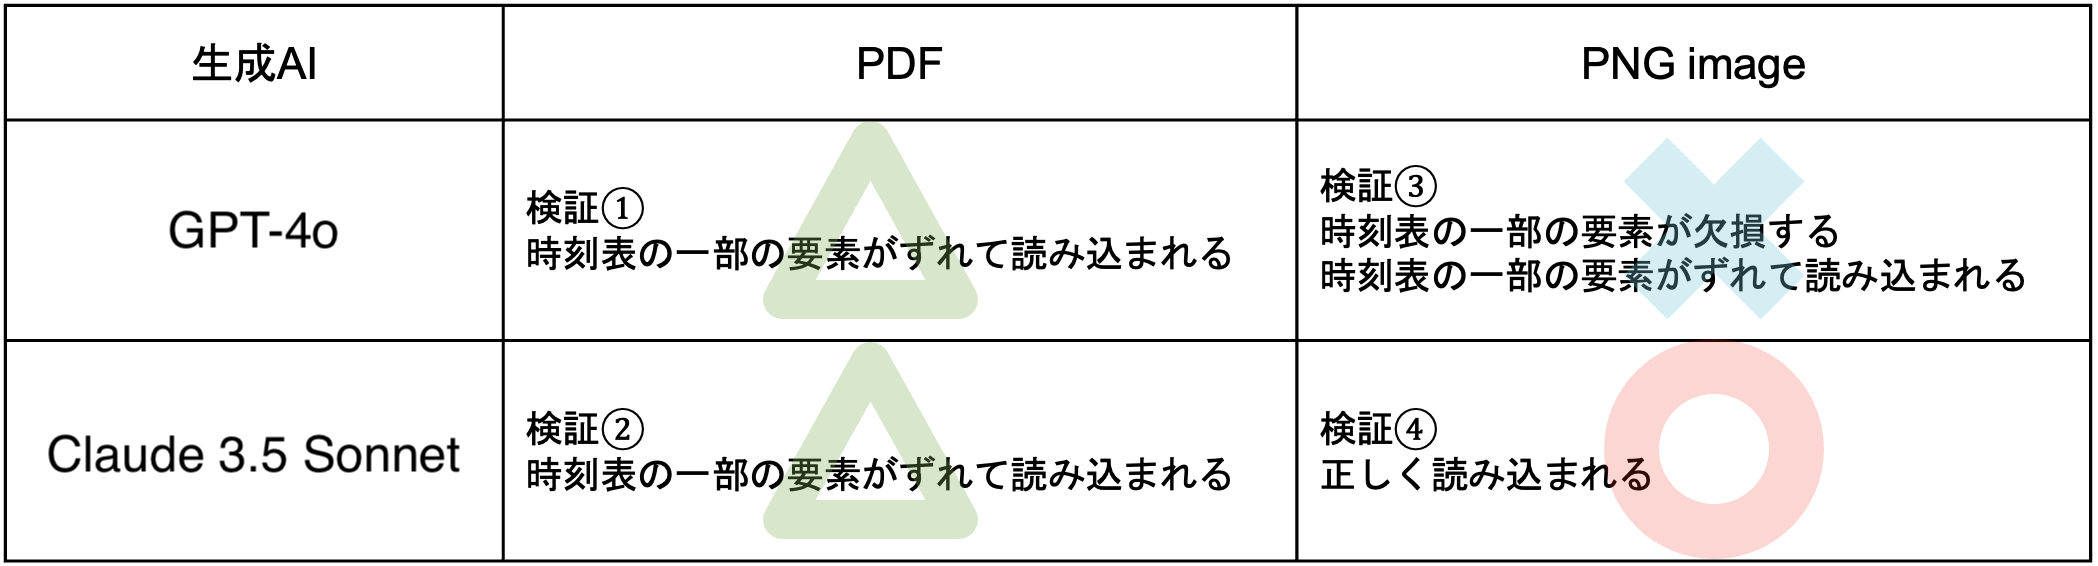 生成AI
PDF
PNG image
GPT-4o
検証①
時刻表の一部の要素がずれて読み込まれる
検証③
時刻表の一部の要素が欠損する
時刻表の一部の要素がずれて読み込まれる
Claude 3.5 Sonnet
検証②
時刻表の一部の要素がずれて読み込まれる
検証④
正しく読み込まれる